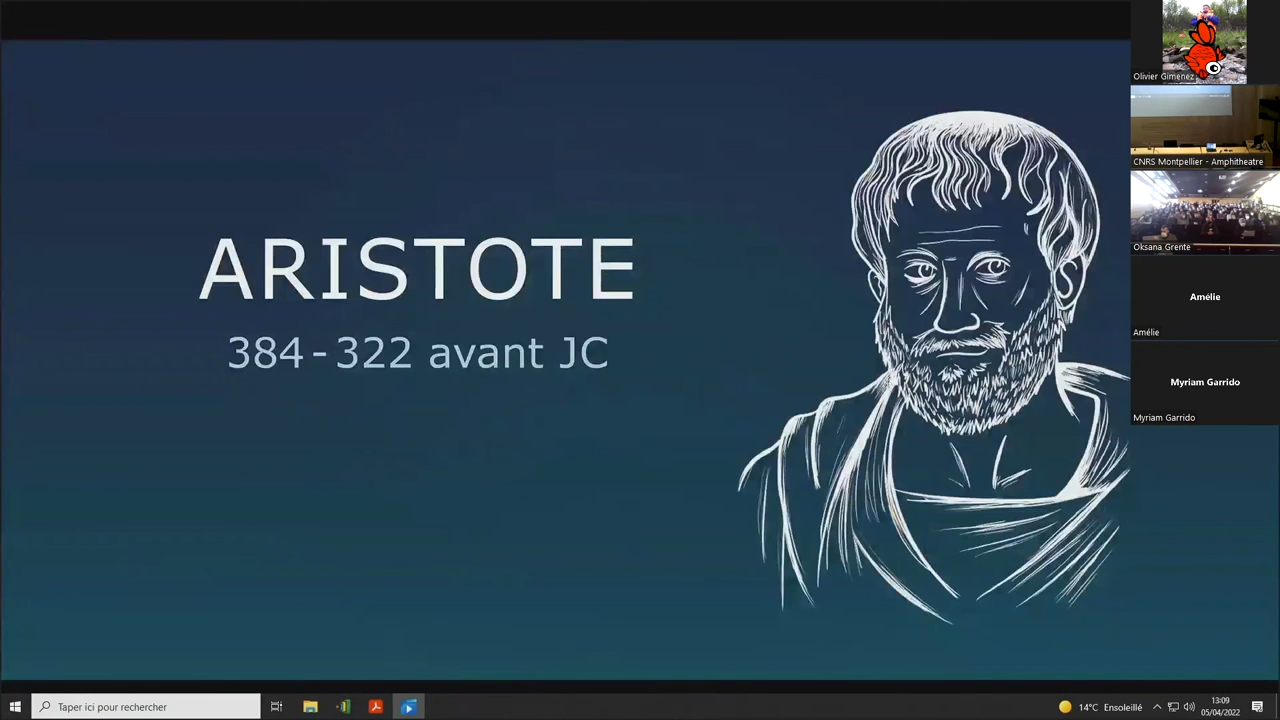 ARISTOTE
384 - 322 avant JC
Olivier Gimenez
CNRS Montpellier - Amphitheatre
Oksana Grente
Amélie
Amélie
Myriam Garrido
Myriam Garrido
Taper ici pour rechercher
14°C Ensoleillé
13:09
05/04/2022